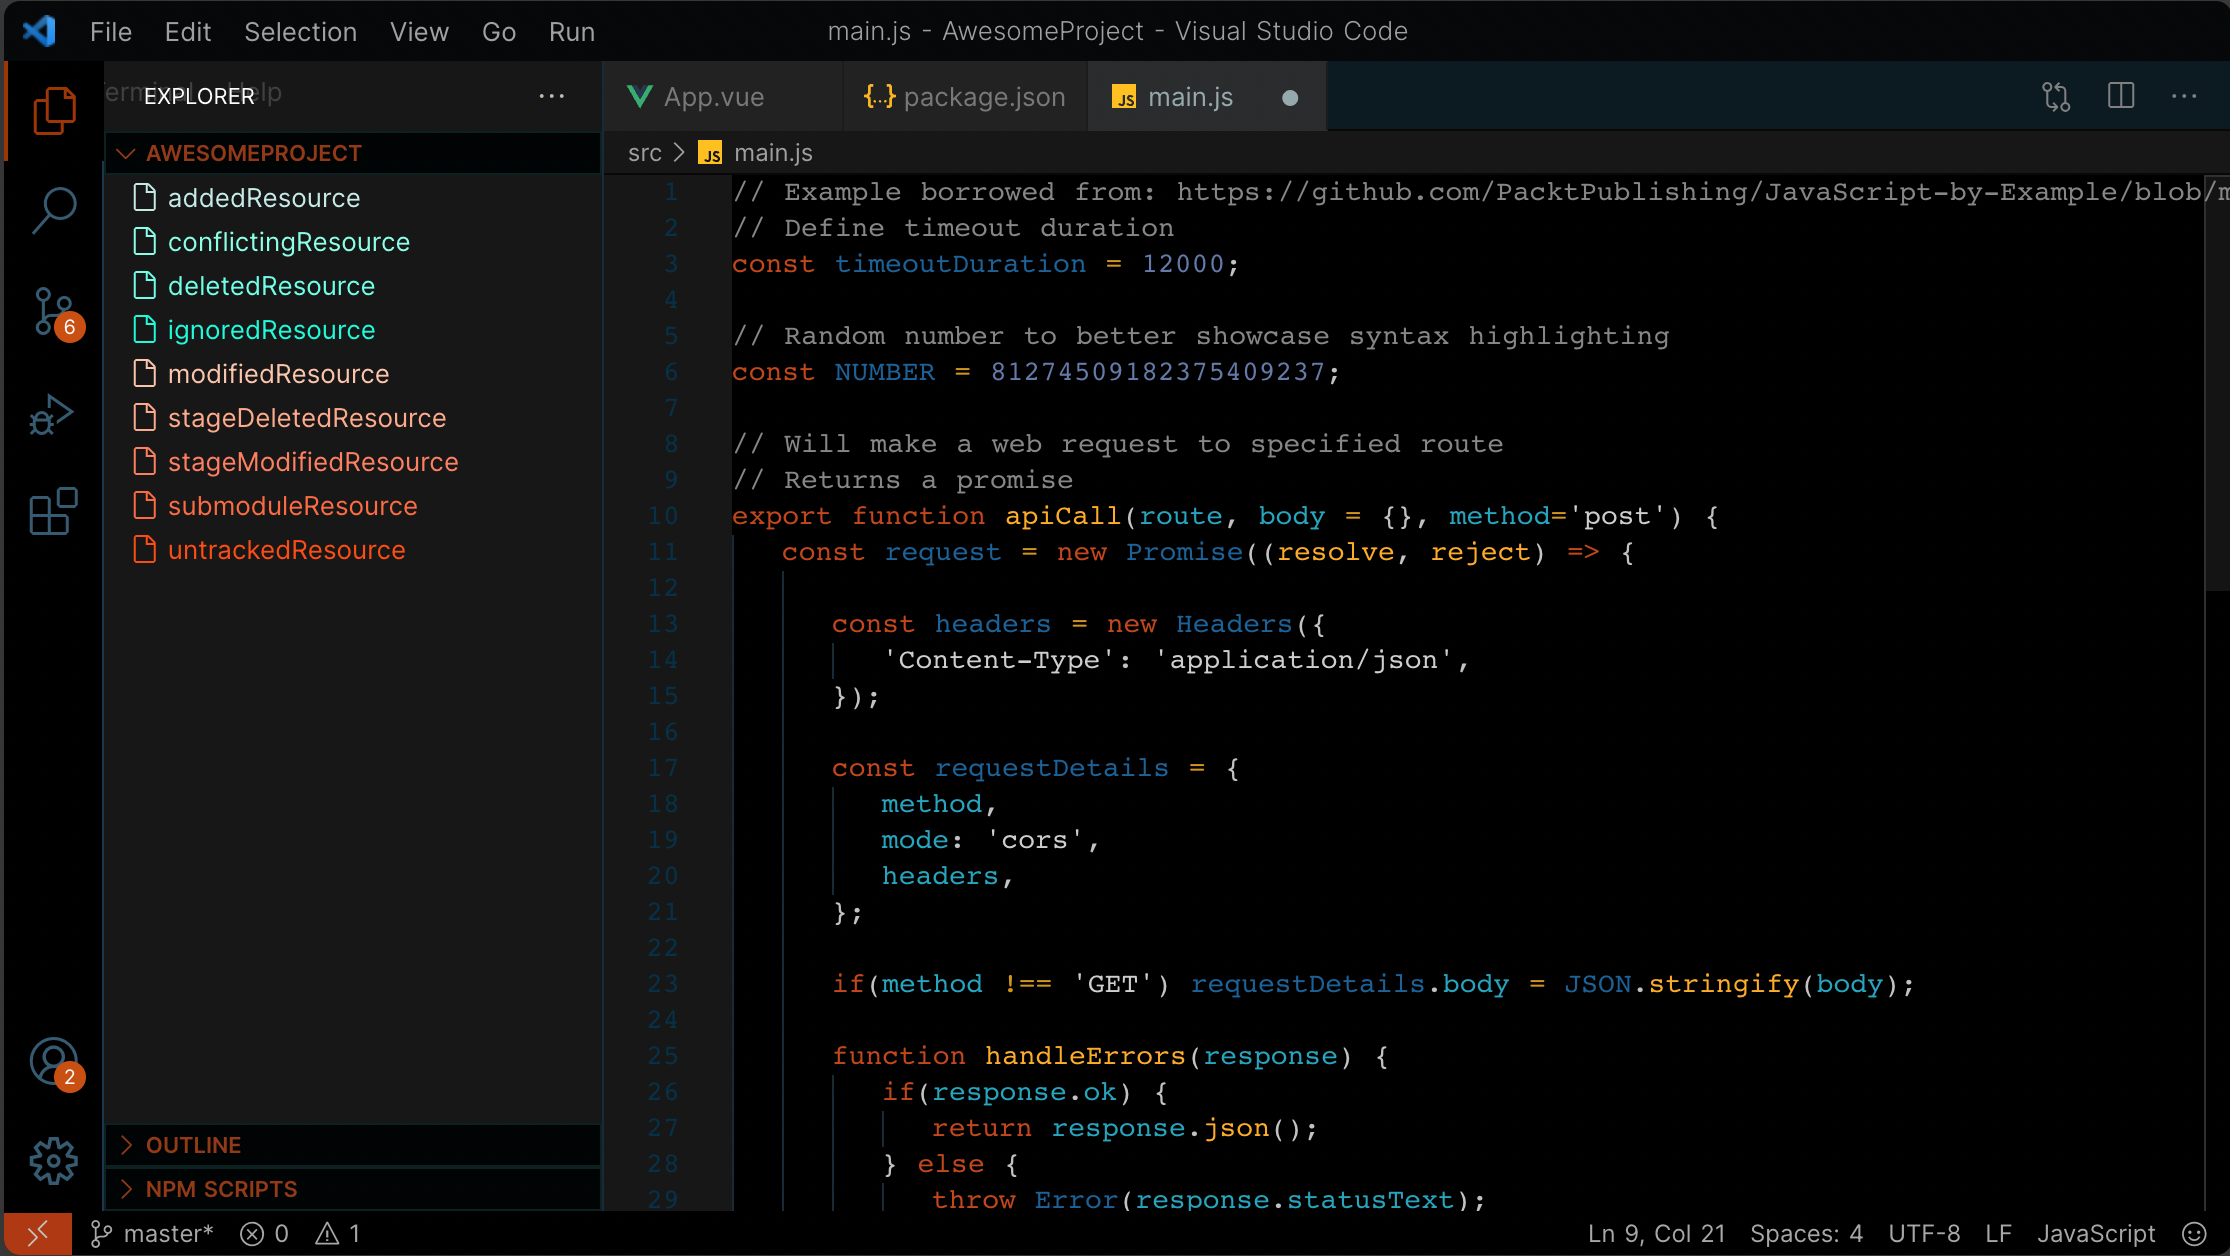 File Edit Selection View Go Run
main.js - AwesomeProject - Visual Studio Code
Terminal Help
EXPLORER
AWESOMEPROJECT
addedResource
conflictingResource
deletedResource
ignoredResource
modifiedResource
stageDeletedResource
stageModifiedResource
submoduleResource
untrackedResource
6
2
OUTLINE
NPM SCRIPTS
App.vue
{..} package.json
JS main.js
src > JS main.js
1 // Example borrowed from: https://github.com/PacktPublishing/JavaScript-by-Example/blob/m
2 // Define timeout duration
3 const timeoutDuration = 12000;
4
5 // Random number to better showcase syntax highlighting
6 const NUMBER = 81274509182375409237;
7
8 // Will make a web request to specified route
9 // Returns a promise
10 export function apiCall(route, body = {}, method='post') {
11 const request = new Promise((resolve, reject) => {
12
13 const headers = new Headers({
14 'Content-Type': 'application/json',
15 });
16
17 const requestDetails = {
18 method,
19 mode: 'cors',
20 headers,
21 };
22
23 if(method !== 'GET') requestDetails.body = JSON.stringify(body);
24
25 function handleErrors(response) {
26 if(response.ok) {
27 return response.json();
28 } else {
29 throw Error(response.statusText);
master* 0 1
Ln 9, Col 21 Spaces: 4 UTF-8 LF JavaScript